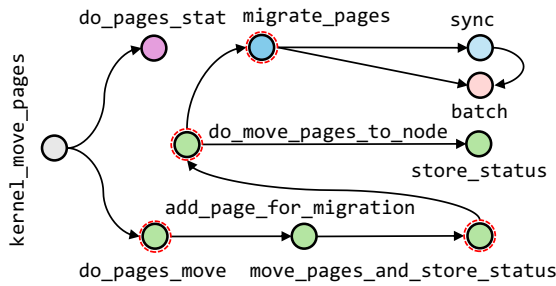 do_pages_stat
migrate_pages
sync
batch
kernel_move_pages
do_move_pages_to_node
store_status
add_page_for_migration
do_pages_move
move_pages_and_store_status